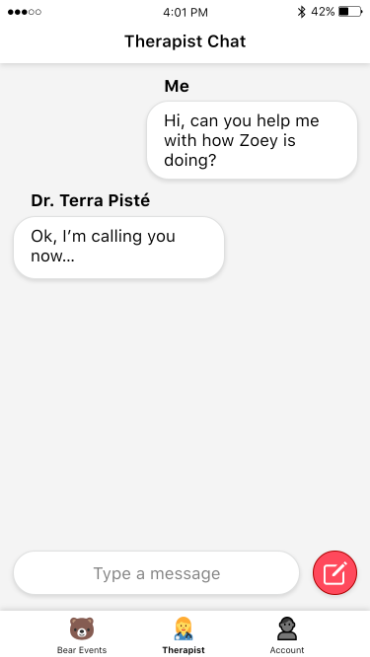 4:01 PM
42%
Therapist Chat
Me
Hi, can you help me
with how Zoey is
doing?
Dr. Terra Pisté
Ok, I’m calling you
now...
Type a message
Bear Events
Therapist
Account